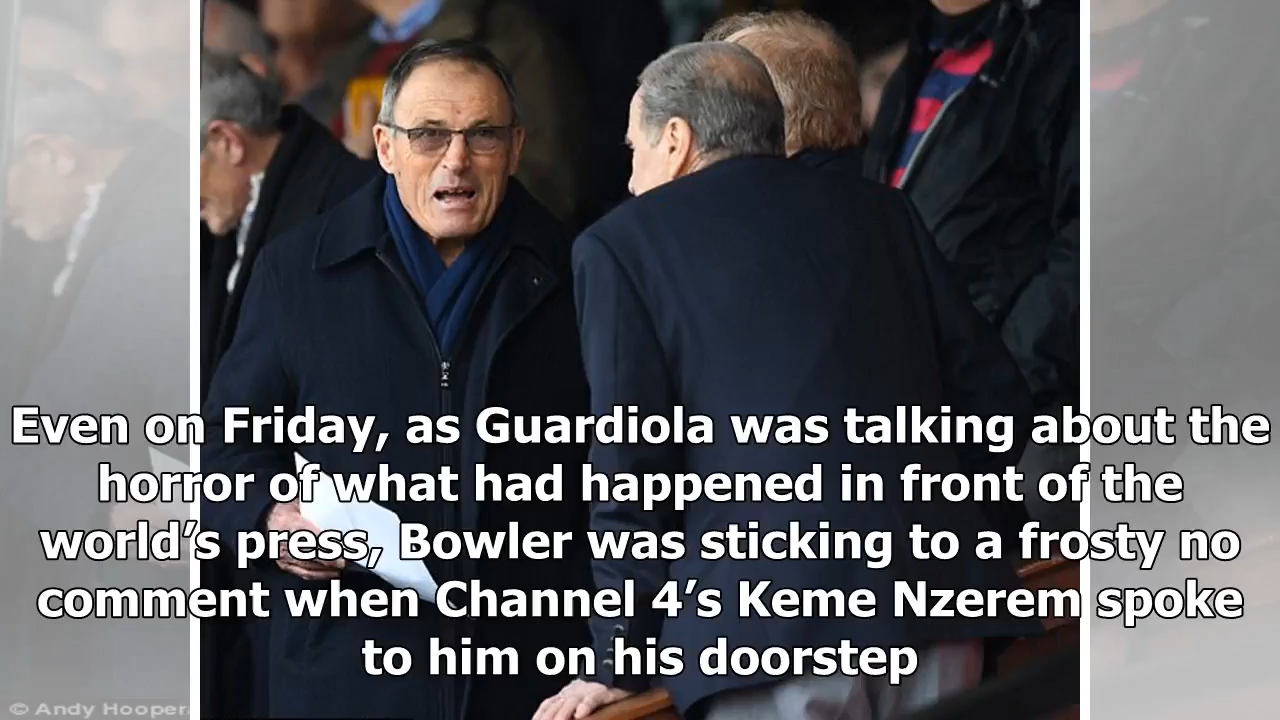 Even on Friday, as Guardiola was talking about the
horror of what had happened in front of the
world’s press, Bowler was sticking to a frosty no
comment when Channel 4’s Keme Nzerem spoke
to him on his doorstep
© Andy Hooper